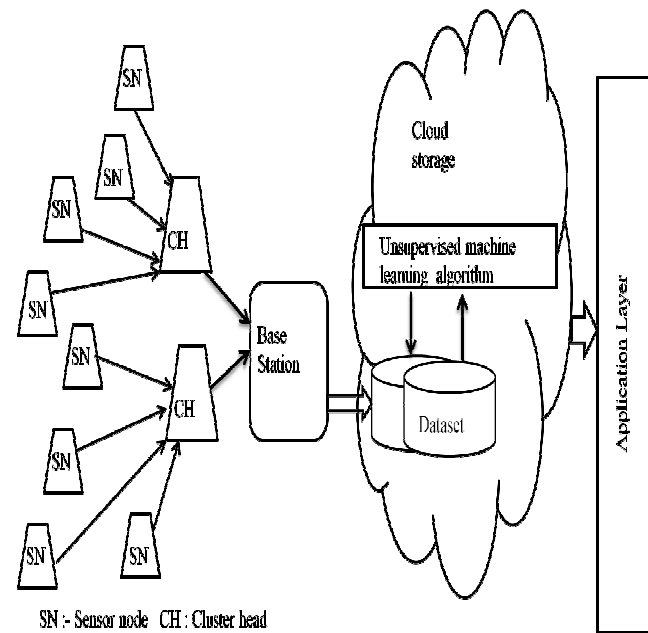 SN
SN
SN
SN
CH
SN
SN
SN
SN
CH
Base
Station
Cloud
storage
Unsupervised machine
learning algorithm
Dataset
Application Layer
SN :- Sensor node CH : Cluster head